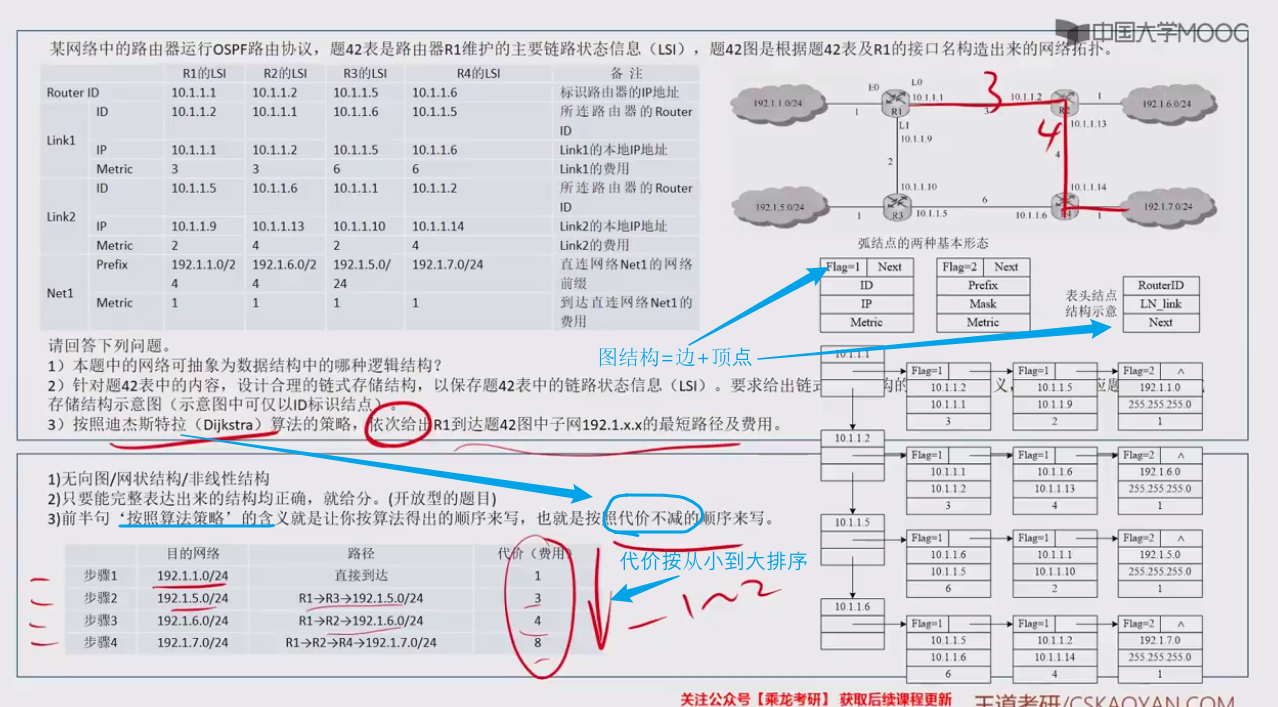 中国大学MOOC
某网络中的路由器运行OSPF路由协议，题42表是路由器R1维护的主要链路状态信息（LSI），题42图是根据题42表及R1的接口名构造出来的网络拓扑。
R1的LSI R2的LSI R3的LSI R4的LSI 备 注
Router ID 10.1.1.1 10.1.1.2 10.1.1.5 10.1.1.6 标识路由器的IP地址
Link1 ID 10.1.1.2 10.1.1.1 10.1.1.6 10.1.1.5 所连路由器的Router ID
IP 10.1.1.1 10.1.1.2 10.1.1.5 10.1.1.6 Link1的本地IP地址
Metric 3 3 6 6 Link1的费用
Link2 ID 10.1.1.5 10.1.1.6 10.1.1.1 10.1.1.2 所连路由器的Router ID
IP 10.1.1.9 10.1.1.13 10.1.1.10 10.1.1.14 Link2的本地IP地址
Metric 2 4 2 4 Link2的费用
Net1 Prefix 192.1.1.0/24 192.1.6.0/24 192.1.5.0/24 192.1.7.0/24 直连网络Net1的网络前缀
Metric 1 1 1 1 到达直连网络Net1的费用
192.1.1.0/24 1 E0 R1 L0 10.1.1.1 3 3 10.1.1.2 R2 1 192.1.6.0/24
L1 10.1.1.9 4 10.1.1.13
2 4
10.1.1.10 10.1.1.14
192.1.5.0/24 1 R3 10.1.1.5 6 10.1.1.6 R4 1 192.1.7.0/24
弧结点的两种基本形态
Flag=1 Next
ID
IP
Metric
Flag=2 Next
Prefix
Mask
Metric
表头结点
结构示意
RouterID
LN_link
Next
图结构=边+顶点
请回答下列问题。
1）本题中的网络可抽象为数据结构中的哪种逻辑结构？
2）针对题42表中的内容，设计合理的链式存储结构，以保存题42表中的链路状态信息（LSI）。要求给出链式
存储结构示意图（示意图中可仅以ID标识结点）。
3）按照迪杰斯特拉（Dijkstra）算法的策略，依次给出R1到达题42图中子网192.1.x.x的最短路径及费用。
1)无向图/网状结构/非线性结构
2)只要能完整表达出来的结构均正确，就给分。(开放型的题目)
3)前半句‘按照算法策略’的含义就是让你按算法得出的顺序来写，也就是按照代价不减的顺序来写。
代价按从小到大排序
目的网络 路径 代价（费用）
步骤1 192.1.1.0/24 直接到达 1
步骤2 192.1.5.0/24 R1→R3→192.1.5.0/24 3
步骤3 192.1.6.0/24 R1→R2→192.1.6.0/24 4
步骤4 192.1.7.0/24 R1→R2→R4→192.1.7.0/24 8
10.1.1.1
Flag=1 Flag=1 Flag=2 ∧
10.1.1.2 10.1.1.5 192.1.1.0
10.1.1.1 10.1.1.9 255.255.255.0
3 2 1
10.1.1.2
Flag=1 Flag=1 Flag=2 ∧
10.1.1.1 10.1.1.6 192.1.6.0
10.1.1.2 10.1.1.13 255.255.255.0
3 4 1
10.1.1.5
Flag=1 Flag=1 Flag=2 ∧
10.1.1.6 10.1.1.1 192.1.5.0
10.1.1.5 10.1.1.10 255.255.255.0
6 2 1
10.1.1.6
Flag=1 Flag=1 Flag=2 ∧
10.1.1.5 10.1.1.2 192.1.7.0
10.1.1.6 10.1.1.14 255.255.255.0
6 4 1
关注公众号【乘龙考研】 获取后续课程更新
王道考研/CSKAOYAN.COM